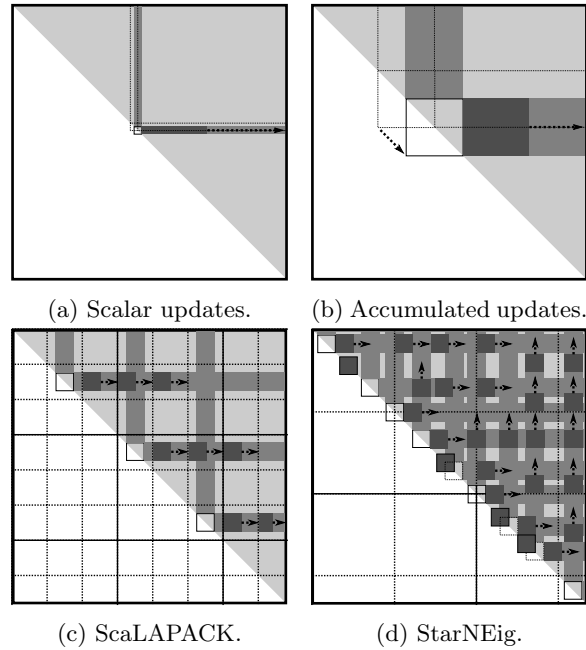 (a) Scalar updates.
(b) Accumulated updates.
(c) ScaLAPACK.
(d) StarNEig.